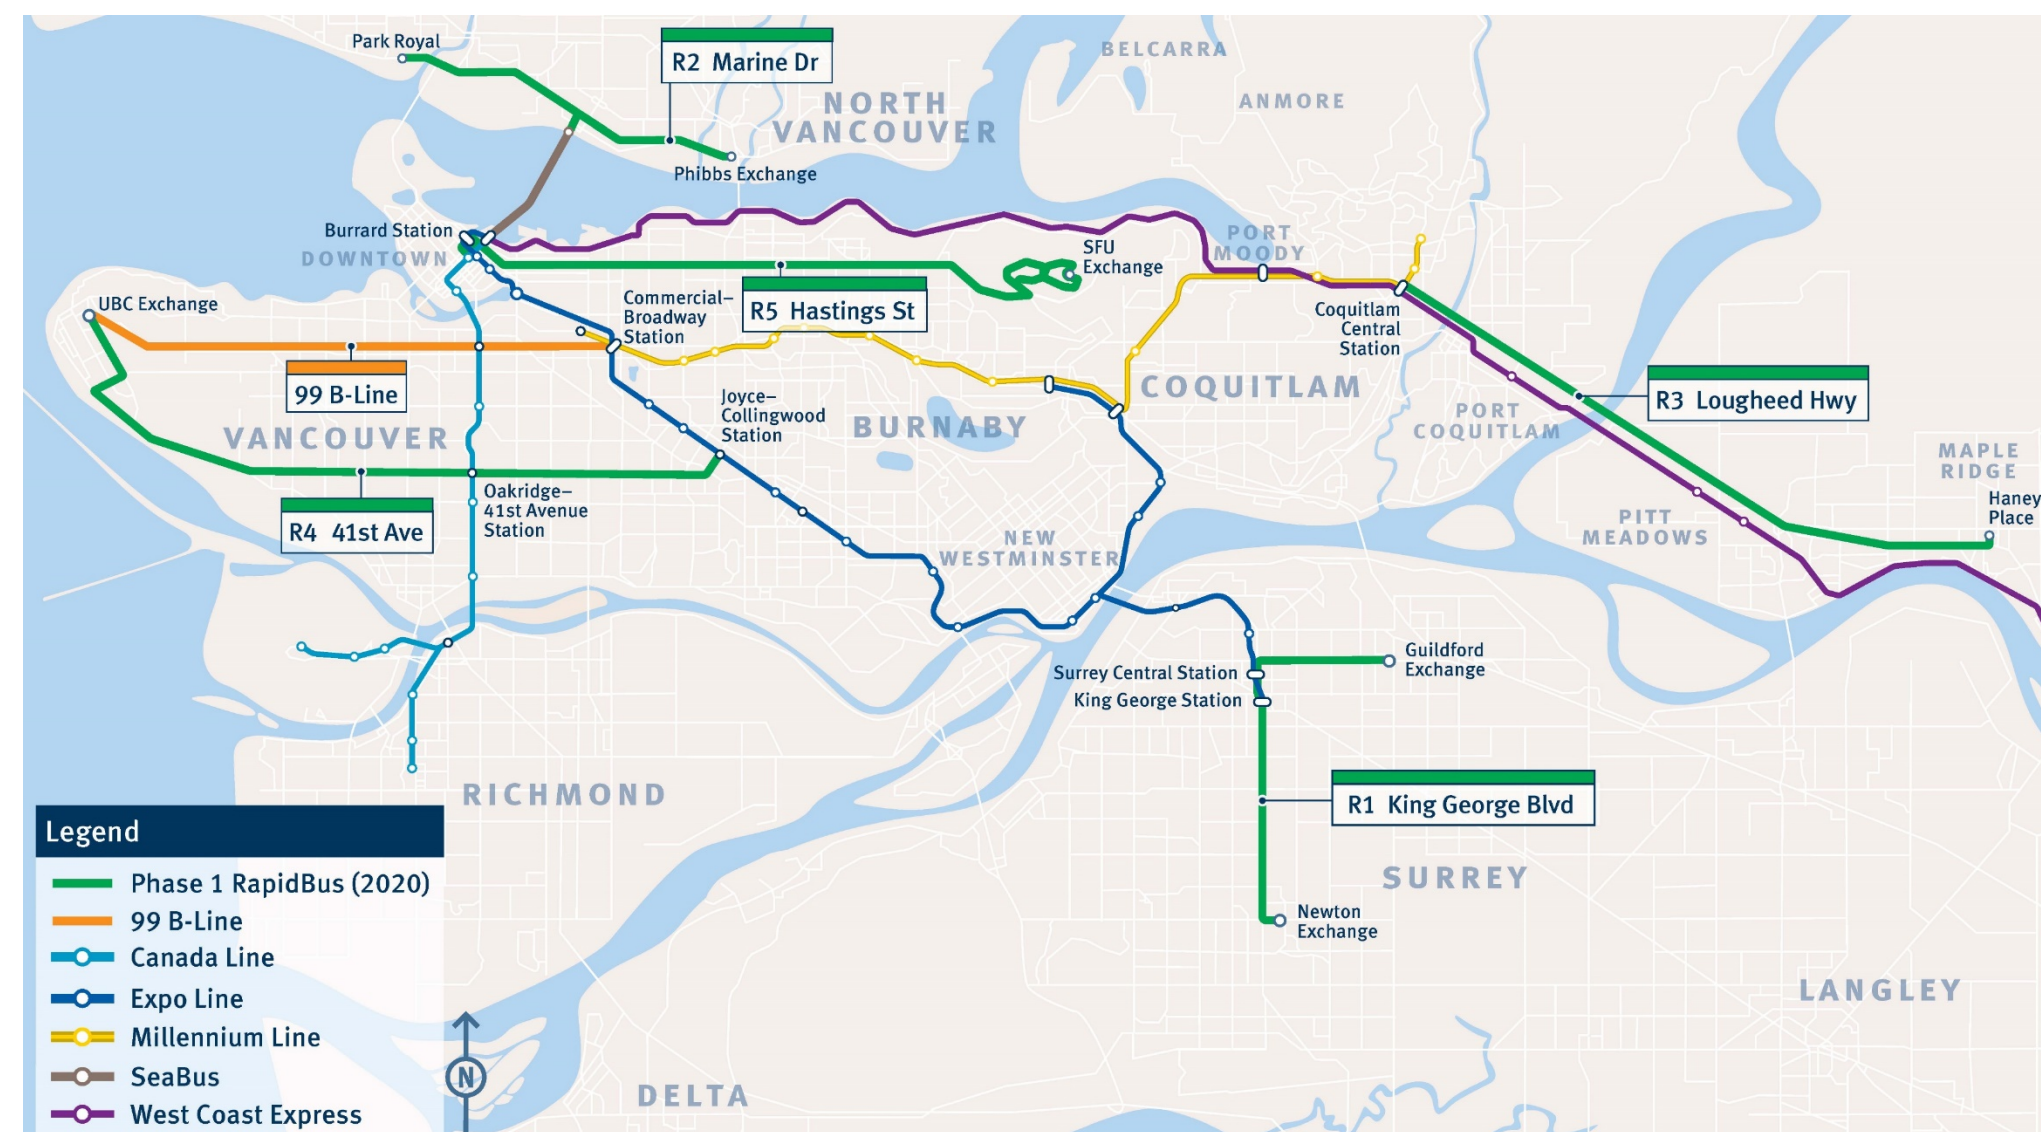 Park Royal
R2 Marine Dr
Phibbs Exchange
NORTH
VANCOUVER
BELCARRA
ANMORE
Burrard Station
DOWNTOWN
UBC Exchange
99 B-Line
VANCOUVER
R4 41st Ave
Oakridge–
41st Avenue
Station
Commercial–
Broadway
Station
R5 Hastings St
SFU
Exchange
PORT
MOODY
Joyce–
Collingwood
Station
BURNABY
COQUITLAM
Coquitlam
Central
Station
PORT
COQUITLAM
R3 Lougheed Hwy
MAPLE
RIDGE
Haney
Place
PITT
MEADOWS
NEW
WESTMINSTER
Surrey Central Station
King George Station
Guildford
Exchange
R1 King George Blvd
SURREY
Newton
Exchange
RICHMOND
LANGLEY
DELTA
Legend
Phase 1 RapidBus (2020)
99 B-Line
Canada Line
Expo Line
Millennium Line
SeaBus
West Coast Express
N